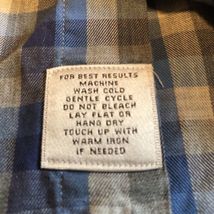 FOR BEST RESULTS
MACHINE
WASH COLD
GENTLE CYCLE
DO NOT BLEACH
LAY FLAT OR
HANG DRY
TOUCH UP WITH
WARM IRON
IF NEEDED